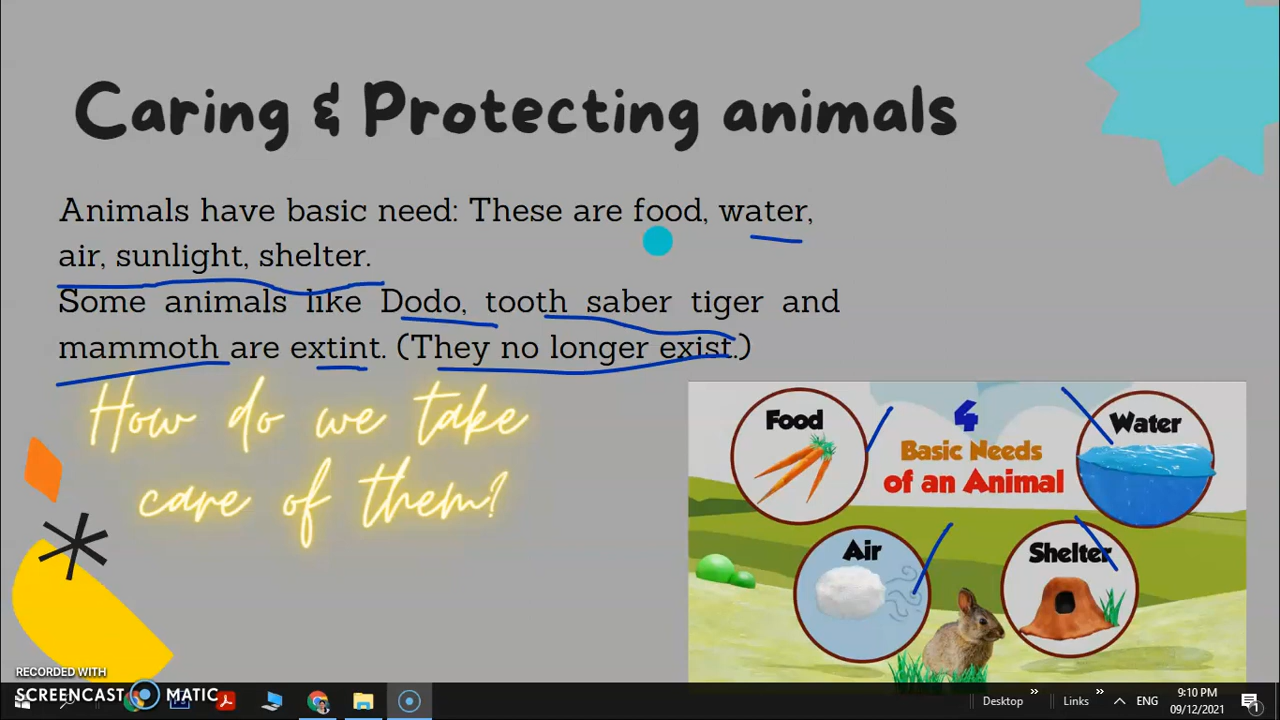 Caring & Protecting animals
Animals have basic need: These are food, water,
air, sunlight, shelter.
Some animals like Dodo, tooth saber tiger and
mammoth are extint. (They no longer exist.)
How do we take
care of them?
Food
4
Basic Needs
of an Animal
Water
Air
Shelter
RECORDED WITH
SCREENCAST MATIC
Desktop
Links
ENG
9:10 PM
09/12/2021
1